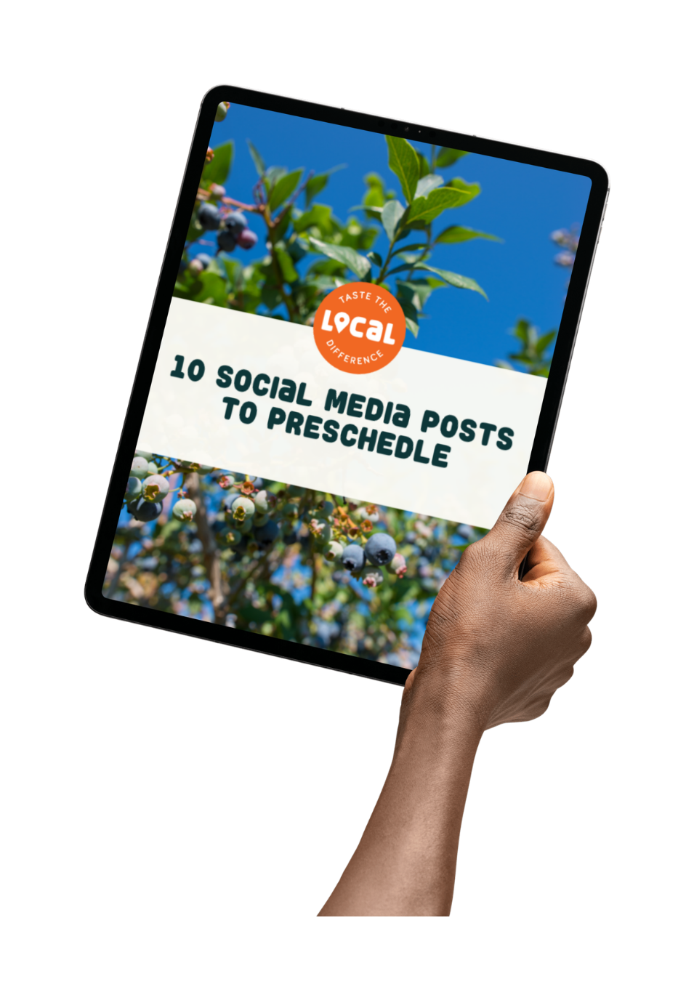 TASTE THE
LOCAL
DIFFERENCE
10 SOCIAL MEDIA POSTS
TO PRESCHEDLE